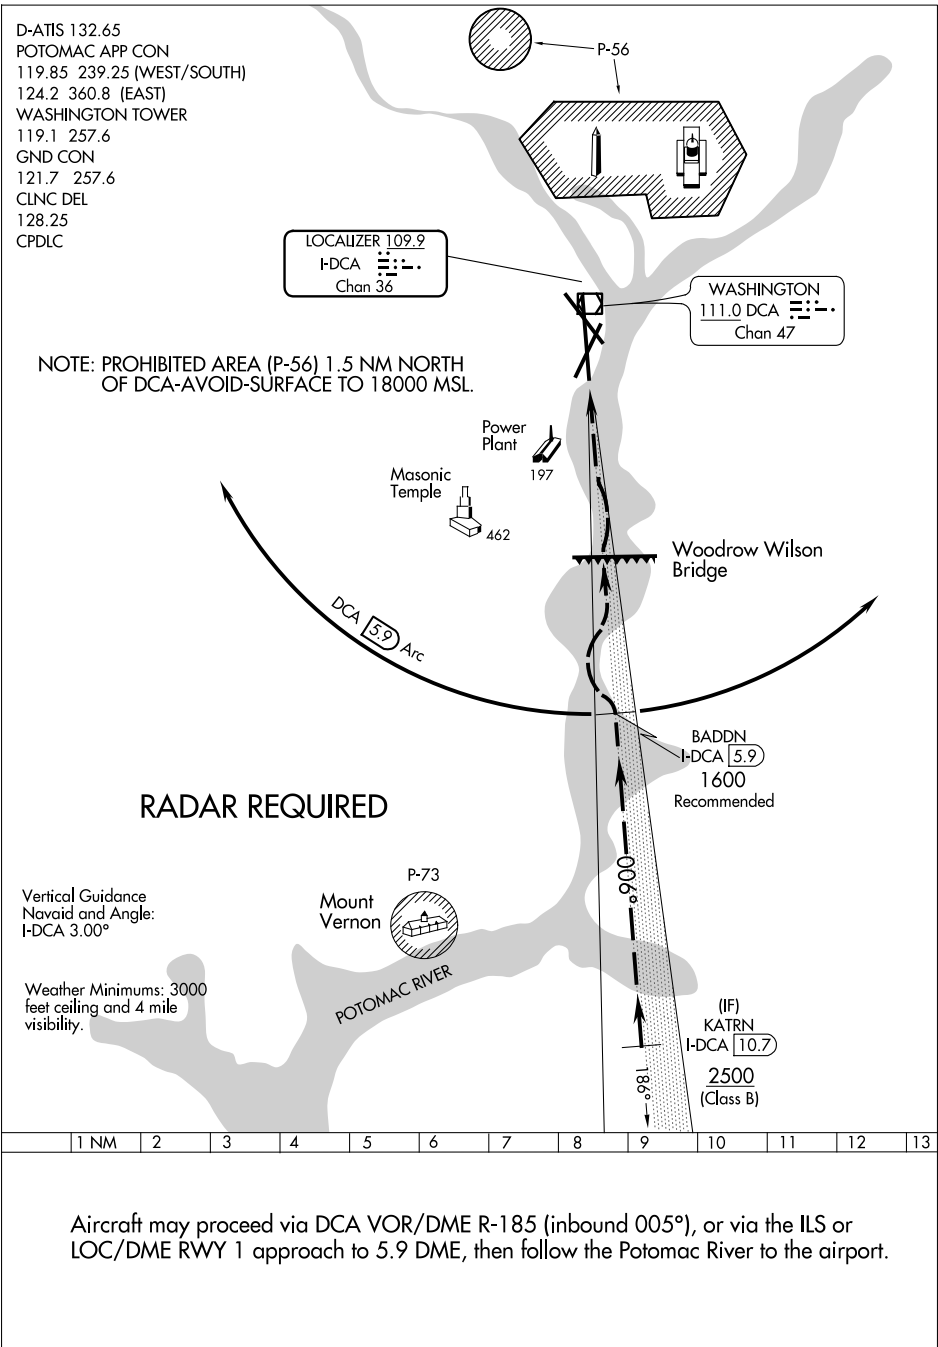 D-ATIS 132.65
POTOMAC APP CON
119.85 239.25 (WEST/SOUTH)
124.2 360.8 (EAST)
WASHINGTON TOWER
119.1 257.6
GND CON
121.7 257.6
CLNC DEL
128.25
CPDLC
P-56
LOCALIZER 109.9
I-DCA
Chan 36
WASHINGTON
111.0 DCA
Chan 47
NOTE: PROHIBITED AREA (P-56) 1.5 NM NORTH
OF DCA-AVOID-SURFACE TO 18000 MSL.
Power
Plant
197
Masonic
Temple
462
Woodrow Wilson
Bridge
DCA 5.9 Arc
BADDN
I-DCA 5.9
1600
Recommended
RADAR REQUIRED
006°
P-73
Mount
Vernon
Vertical Guidance
Navaid and Angle:
I-DCA 3.00°
POTOMAC RIVER
Weather Minimums: 3000
feet ceiling and 4 mile
visibility.
(IF)
KATRN
I-DCA 10.7
2500
(Class B)
186°
1 NM 2 3 4 5 6 7 8 9 10 11 12 13
Aircraft may proceed via DCA VOR/DME R-185 (inbound 005°), or via the ILS or
LOC/DME RWY 1 approach to 5.9 DME, then follow the Potomac River to the airport.